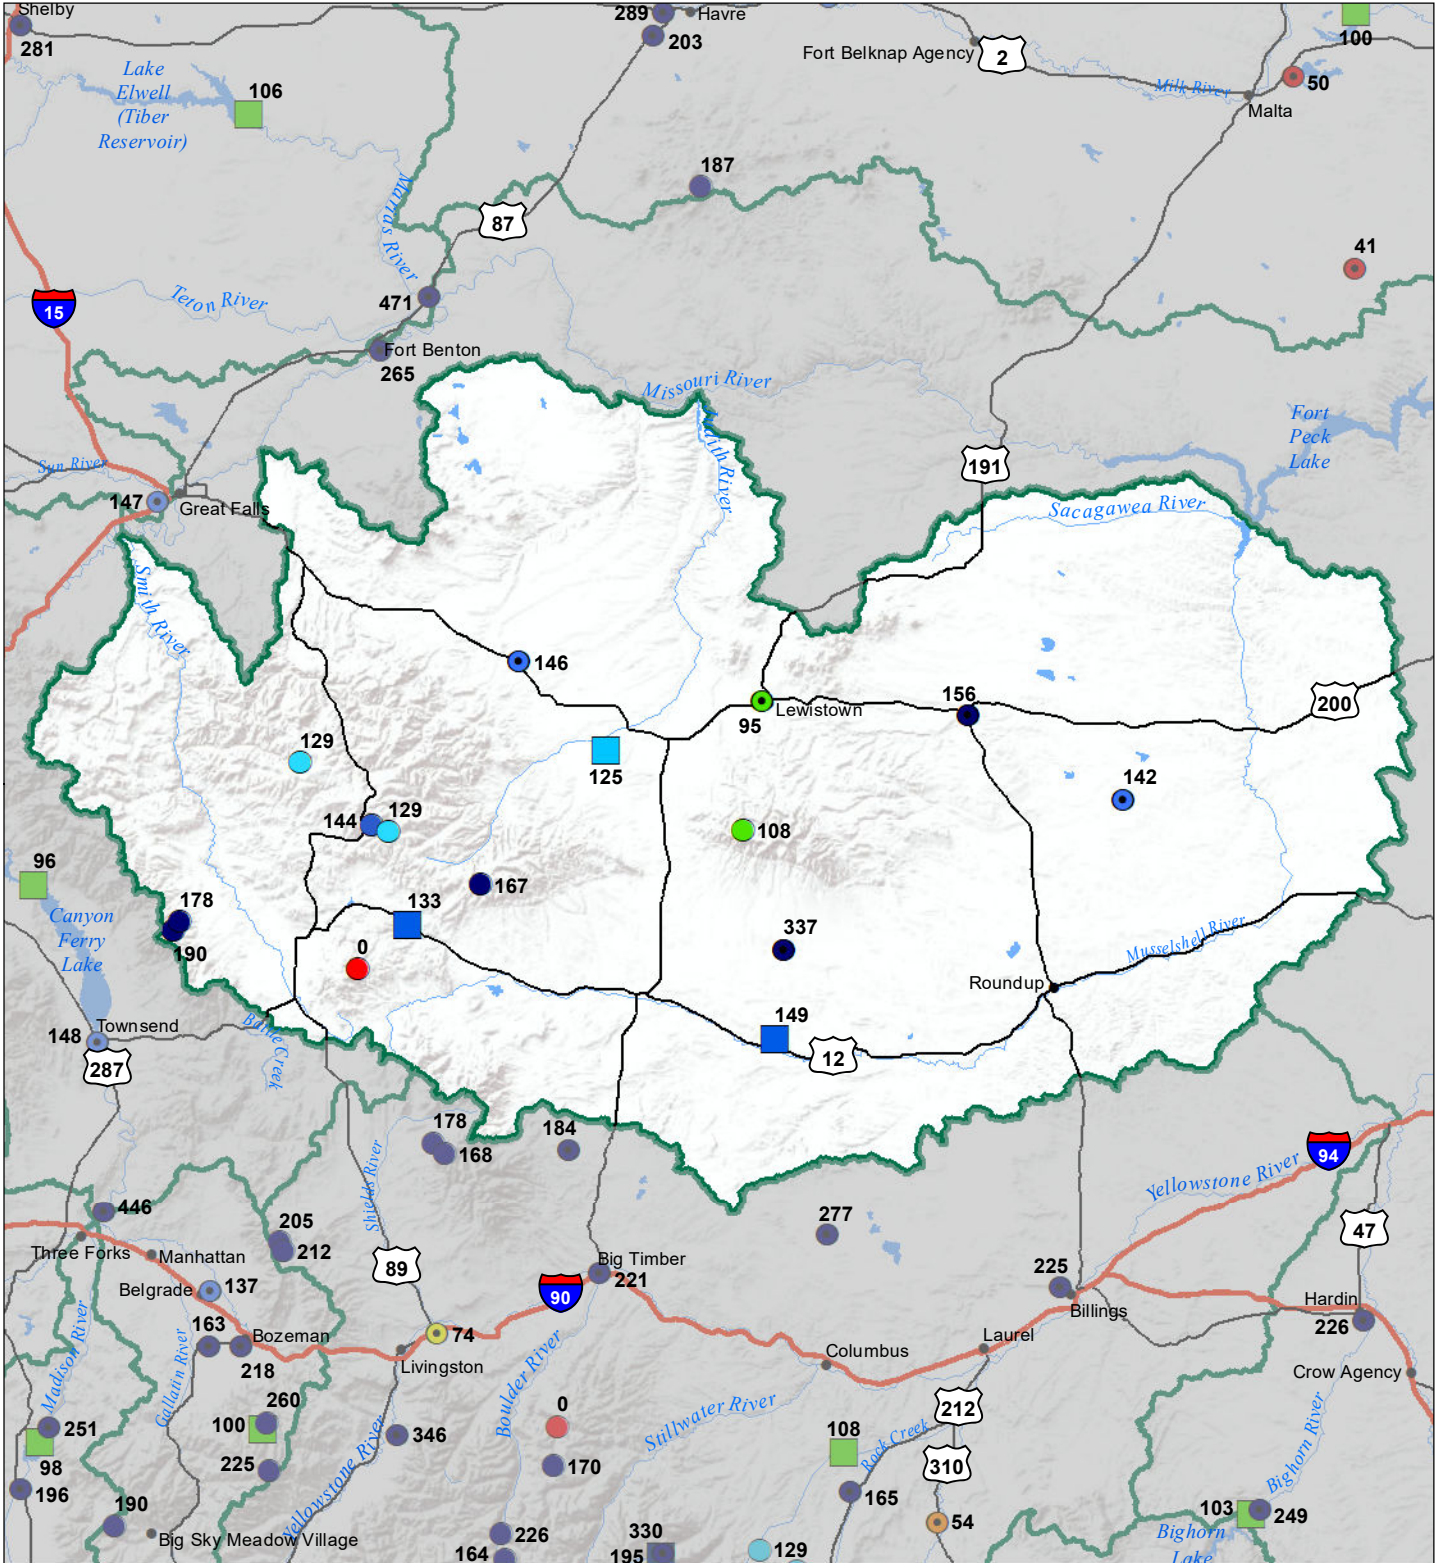 Shelby
281
289
Havre
203
Fort Belknap Agency
2
100
50
Milk River
Malta
Lake
Elwell
(Tiber
Reservoir)
106
187
Marias River
87
41
15
Teton River
471
Fort Benton
265
Missouri River
Judith River
Fort
Peck
Lake
Sun River
147
Great Falls
191
Sacagawea River
Smith River
146
95
Lewistown
156
200
129
125
142
144
129
108
96
167
133
178
190
Canyon
Ferry
Lake
0
337
Musselshell River
Roundup
149
12
148
Townsend
287
Battle Creek
178
168
184
94
Yellowstone River
Shields River
446
205
212
277
47
Three Forks
Manhattan
Belgrade
137
89
90
Big Timber
221
225
Billings
Hardin
226
163
Bozeman
218
74
Livingston
Columbus
Laurel
Crow Agency
Madison River
Gallatin River
Boulder River
260
100
251
98
225
196
346
0
170
Stillwater River
108
Rock Creek
212
310
165
Bighorn River
190
Big Sky Meadow Village
Yellowstone River
226
164
330
195
129
54
103
249
Bighorn
Lake